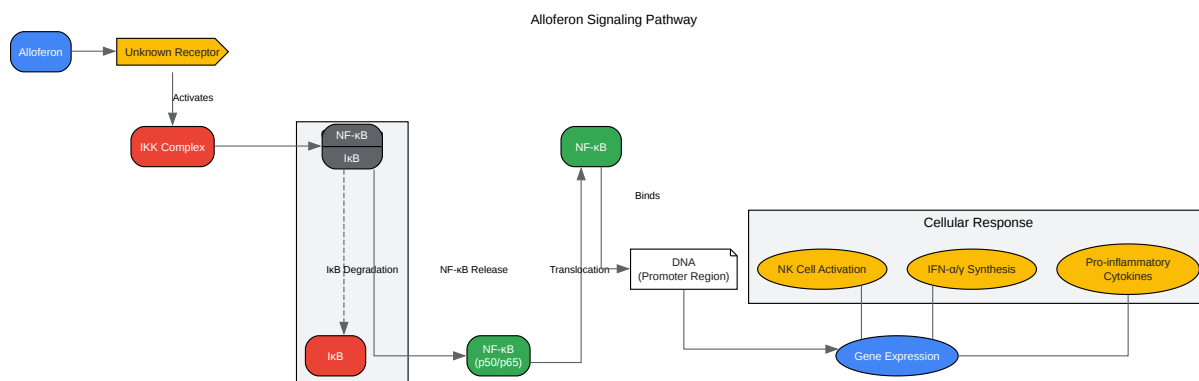 Alloferon Signaling Pathway
Alloferon
Unknown Receptor
Activates
IKK Complex
NF-κB
IκB
NF-κB
Binds
Cellular Response
NK Cell Activation
IFN-α/γ Synthesis
Pro-inflammatory
Cytokines
IκB Degradation
NF-κB Release
Translocation
DNA
(Promoter Region)
IκB
NF-κB
(p50/p65)
Gene Expression